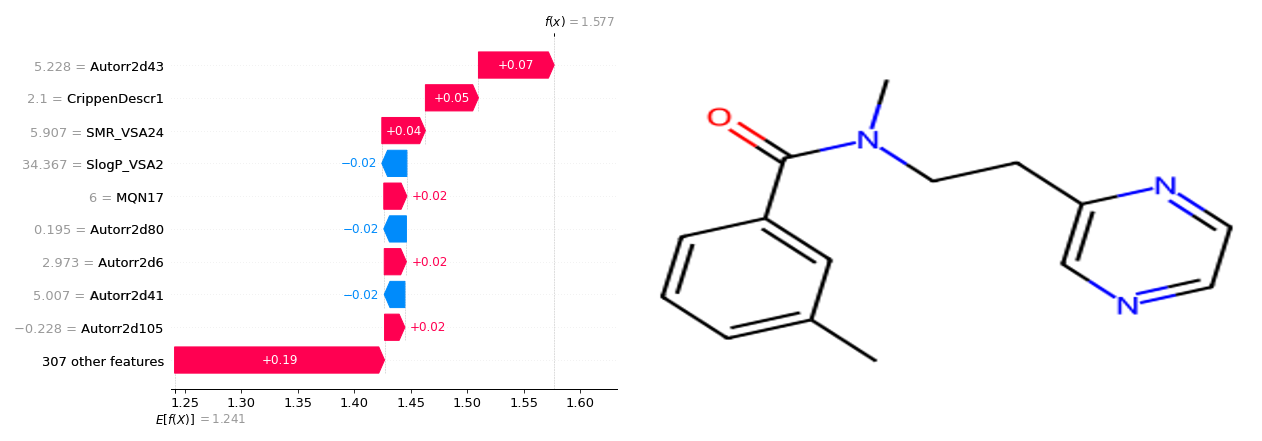 f(x) = 1.577
5.228 = Autorr2d43 +0.07
2.1 = CrippenDescr1 +0.05
5.907 = SMR_VSA24 +0.04
34.367 = SlogP_VSA2 −0.02
6 = MQN17 +0.02
0.195 = Autorr2d80 −0.02
2.973 = Autorr2d6 +0.02
5.007 = Autorr2d41 −0.02
−0.228 = Autorr2d105 +0.02
307 other features +0.19
1.25 1.30 1.35 1.40 1.45 1.50 1.55 1.60
E[f(X)] = 1.241
O
N
N
N